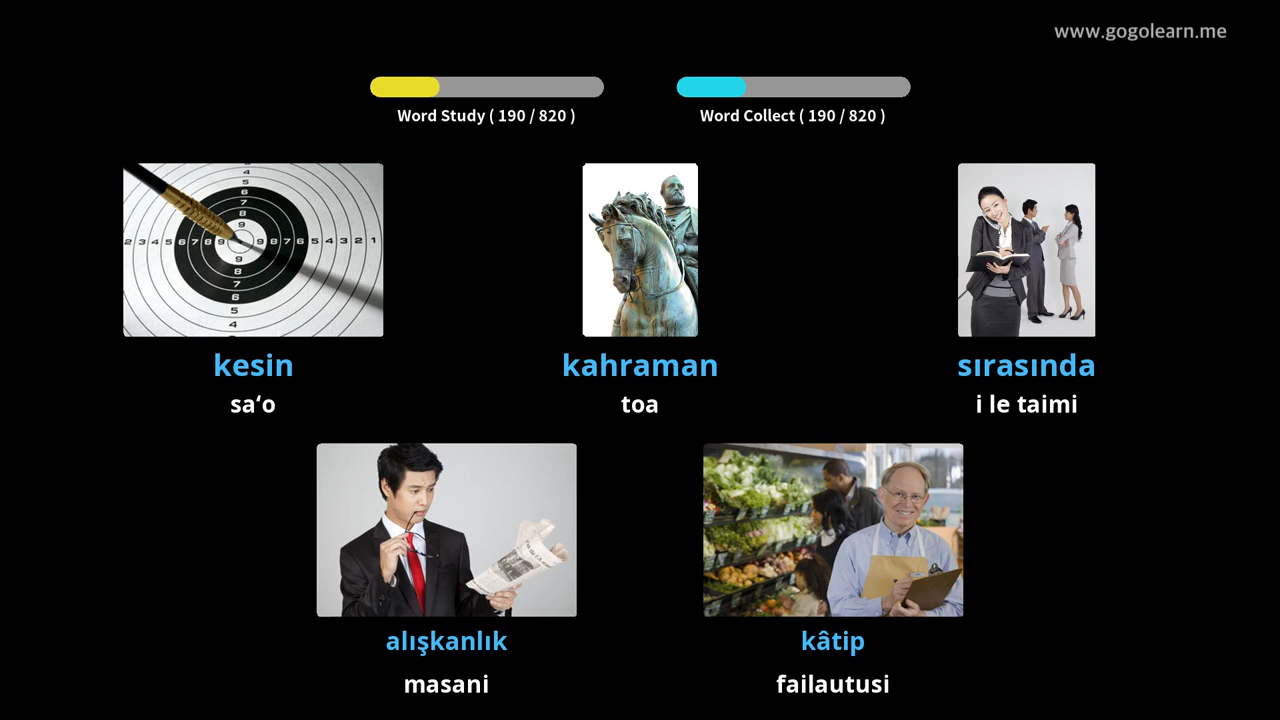 www.gogolearn.me
Word Study ( 190 / 820 )
Word Collect ( 190 / 820 )
kesin
kahraman
sırasında
saʻo
toa
i le taimi
alışkanlık
kâtip
masani
failautusi